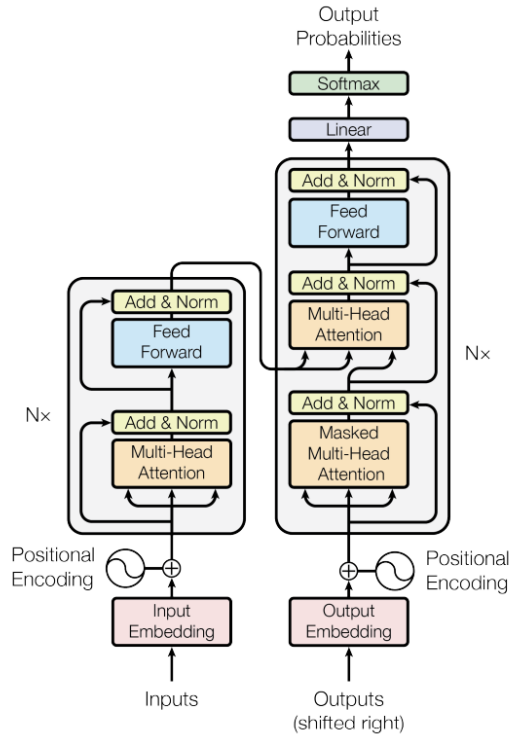 Output
Probabilities
Softmax
Linear
Add & Norm
Feed
Forward
Add & Norm
Multi-Head
Attention
Add & Norm
Masked
Multi-Head
Attention
N×
Add & Norm
Feed
Forward
Add & Norm
Multi-Head
Attention
N×
Positional
Encoding
Positional
Encoding
Input
Embedding
Output
Embedding
Inputs
Outputs
(shifted right)